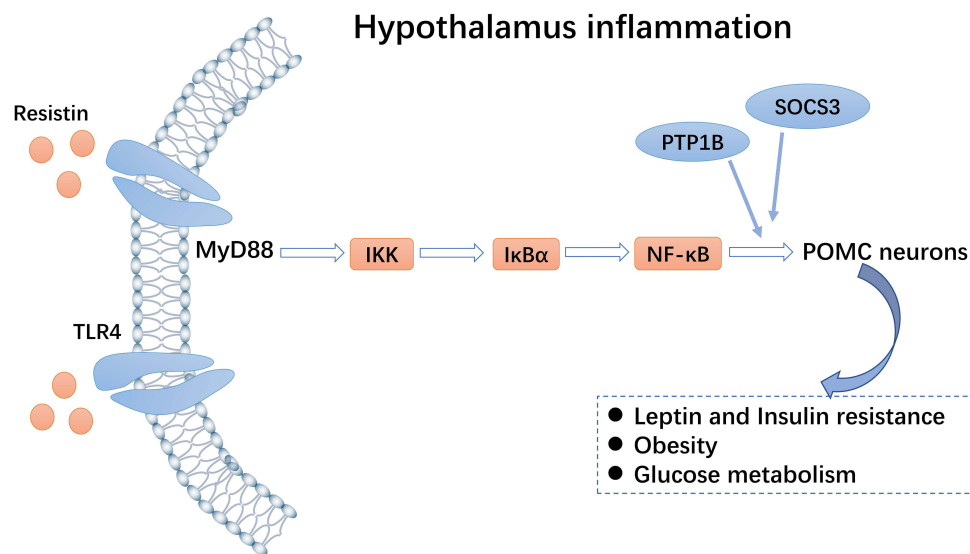 Hypothalamus inflammation
Resistin
SOCS3
PTP1B
MyD88
IKK
IκBα
NF-κB
POMC neurons
TLR4
● Leptin and Insulin resistance
● Obesity
● Glucose metabolism